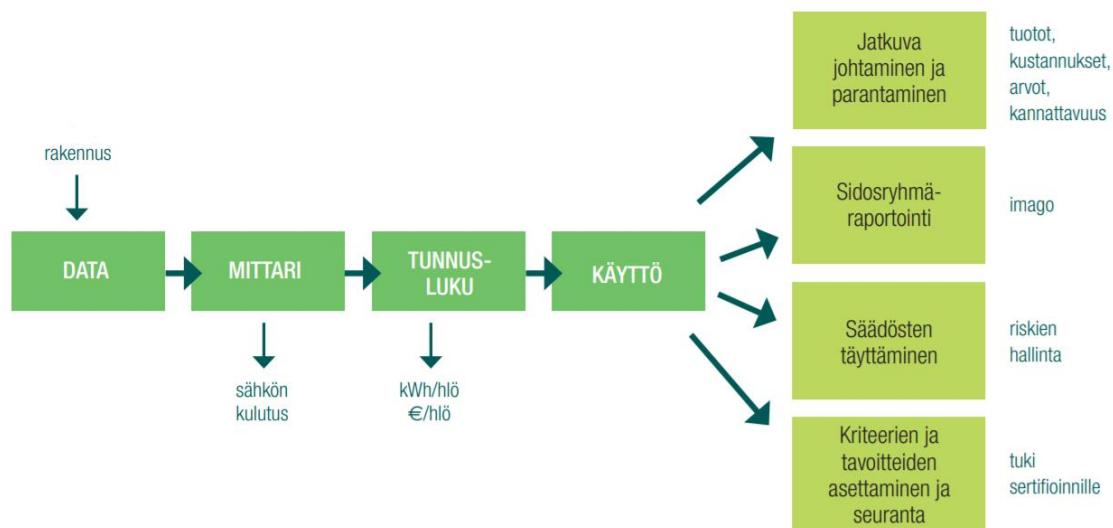 rakennus
DATA
MITTARI
TUNNUS-
LUKU
KÄYTTÖ
sähkön
kulutus
kWh/hlö
€/hlö
Jatkuva
johtaminen ja
parantaminen
tuotot,
kustannukset,
arvot,
kannattavuus
Sidosryhmä-
raportointi
imago
Säädösten
täyttäminen
riskien
hallinta
Kriteerien ja
tavoitteiden
asettaminen ja
seuranta
tuki
sertifioinnille